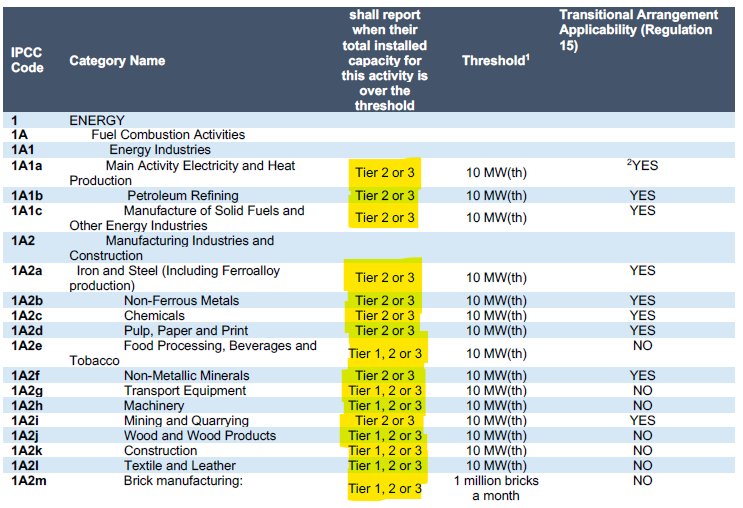 IPCC Code Category Name shall report when their total installed capacity for this activity is over the threshold Threshold¹ Transitional Arrangement Applicability (Regulation 15)
1 ENERGY
1A Fuel Combustion Activities
1A1 Energy Industries
1A1a Main Activity Electricity and Heat Production Tier 2 or 3 10 MW(th) ²YES
1A1b Petroleum Refining Tier 2 or 3 10 MW(th) YES
1A1c Manufacture of Solid Fuels and Other Energy Industries Tier 2 or 3 10 MW(th) YES
1A2 Manufacturing Industries and Construction
1A2a Iron and Steel (Including Ferroalloy production) Tier 2 or 3 10 MW(th) YES
1A2b Non-Ferrous Metals Tier 2 or 3 10 MW(th) YES
1A2c Chemicals Tier 2 or 3 10 MW(th) YES
1A2d Pulp, Paper and Print Tier 2 or 3 10 MW(th) YES
1A2e Food Processing, Beverages and Tobacco Tier 1, 2 or 3 10 MW(th) NO
1A2f Non-Metallic Minerals Tier 2 or 3 10 MW(th) YES
1A2g Transport Equipment Tier 1, 2 or 3 10 MW(th) NO
1A2h Machinery Tier 1, 2 or 3 10 MW(th) NO
1A2i Mining and Quarrying Tier 2 or 3 10 MW(th) YES
1A2j Wood and Wood Products Tier 1, 2 or 3 10 MW(th) NO
1A2k Construction Tier 1, 2 or 3 10 MW(th) NO
1A2l Textile and Leather Tier 1, 2 or 3 10 MW(th) NO
1A2m Brick manufacturing: Tier 1, 2 or 3 1 million bricks a month NO